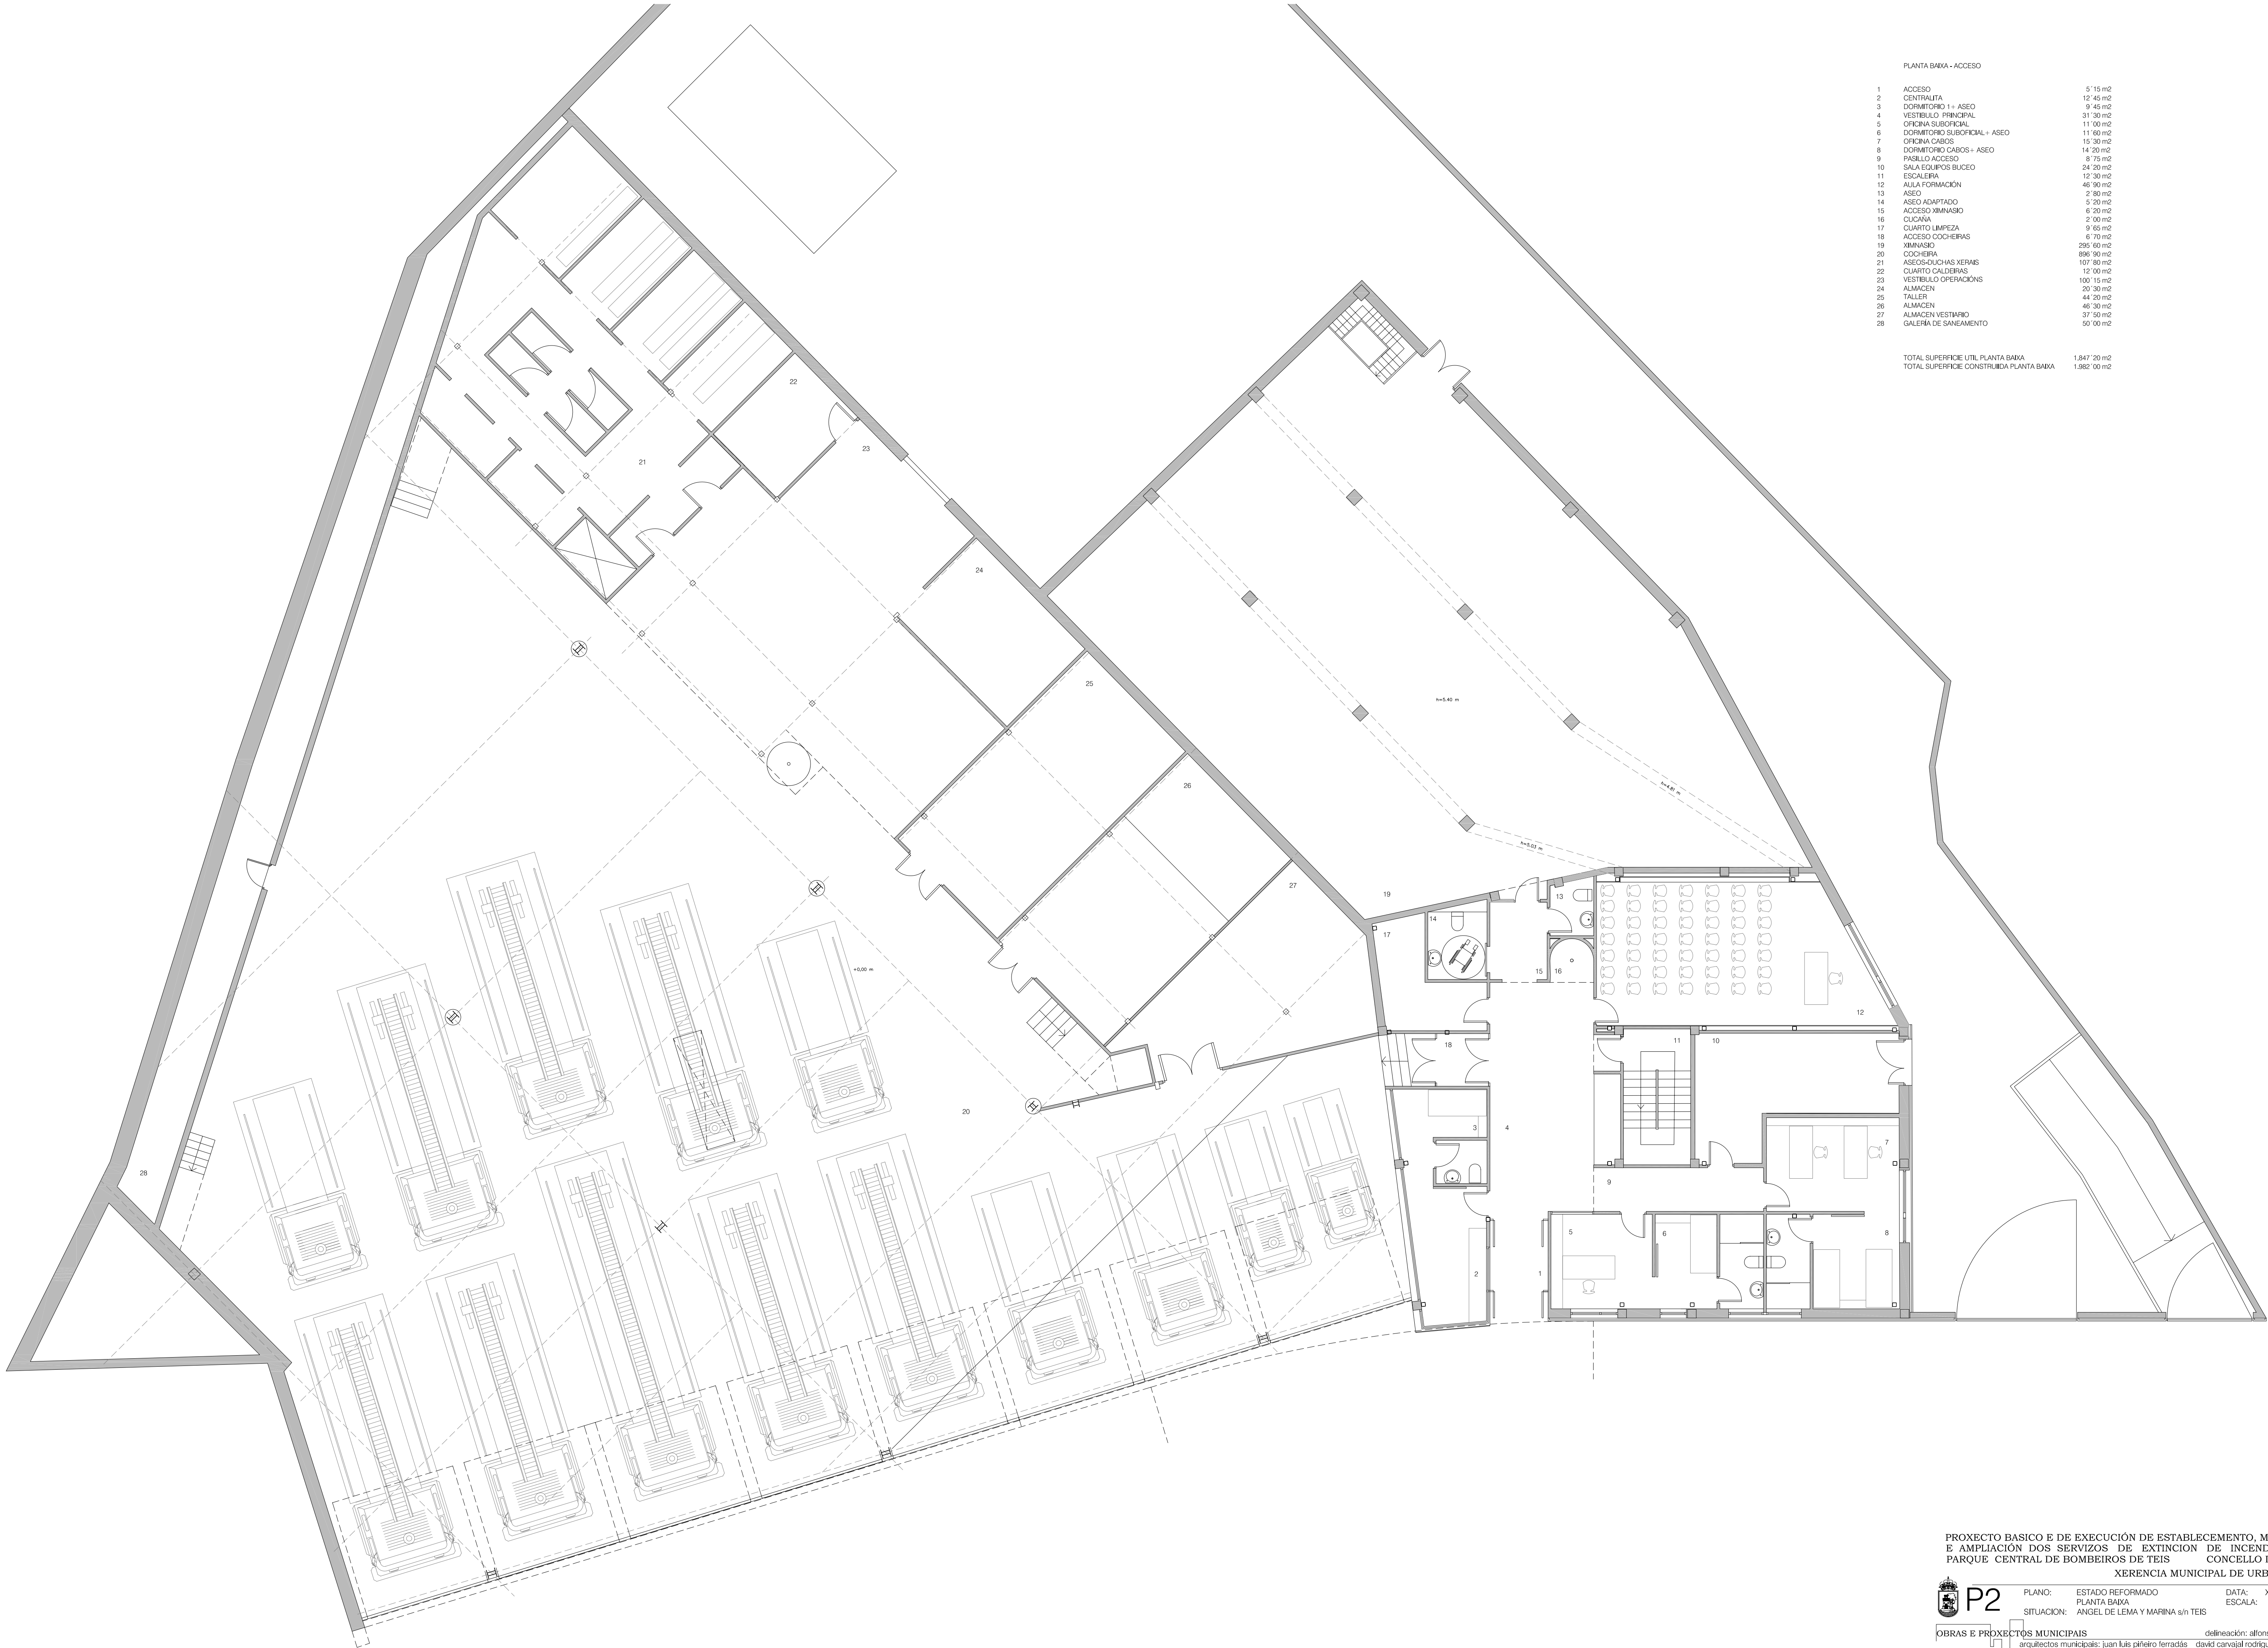 PLANTA BAIXA - ACCESO
1 ACCESO 5´15 m2
2 CENTRALITA 12´45 m2
3 DORMITORIO 1+ ASEO 9´45 m2
4 VESTIBULO PRINCIPAL 31´30 m2
5 OFICINA SUBOFICIAL 11´00 m2
6 DORMITORIO SUBOFICIAL+ ASEO 11´60 m2
7 OFICINA CABOS 15´30 m2
8 DORMITORIO CABOS+ ASEO 14´20 m2
9 PASILLO ACCESO 8´75 m2
10 SALA EQUIPOS BUCEO 24´20 m2
11 ESCALEIRA 12´30 m2
12 AULA FORMACIÓN 46´90 m2
13 ASEO 2´80 m2
14 ASEO ADAPTADO 5´20 m2
15 ACCESO XIMNASIO 6´20 m2
16 CUCAÑA 2´00 m2
17 CUARTO LIMPEZA 9´65 m2
18 ACCESO COCHEIRAS 6´70 m2
19 XIMNASIO 295´60 m2
20 COCHEIRA 896´90 m2
21 ASEOS-DUCHAS XERAIS 107´80 m2
22 CUARTO CALDEIRAS 12´00 m2
23 VESTIBULO OPERACIÓNS 100´15 m2
24 ALMACEN 20´30 m2
25 TALLER 44´20 m2
26 ALMACEN 46´30 m2
27 ALMACEN VESTIARIO 37´50 m2
28 GALERÍA DE SANEAMENTO 50´00 m2
TOTAL SUPERFICIE UTIL PLANTA BAIXA 1.847´20 m2
TOTAL SUPERFICIE CONSTRUIDA PLANTA BAIXA 1.982´00 m2
22
23
21
24
25
h=5.40 m
26
h=4.81 m
h=5.03 m
27
19
13
14
17
+0,00 m
15
16
12
18
11
10
20
3
4
7
28
9
5
6
8
2
1
PROXECTO BASICO E DE EXECUCIÓN DE ESTABLECEMENTO, M
E AMPLIACIÓN DOS SERVIZOS DE EXTINCION DE INCEND
PARQUE CENTRAL DE BOMBEIROS DE TEIS CONCELLO
XERENCIA MUNICIPAL DE URB
P2
PLANO: ESTADO REFORMADO DATA:
PLANTA BAIXA ESCALA:
SITUACION: ANGEL DE LEMA Y MARINA s/n TEIS
OBRAS E PROXECTOS MUNICIPAIS delineación: alfons
arquitectos municipais: juan luis piñeiro ferradás david carvajal rodríg